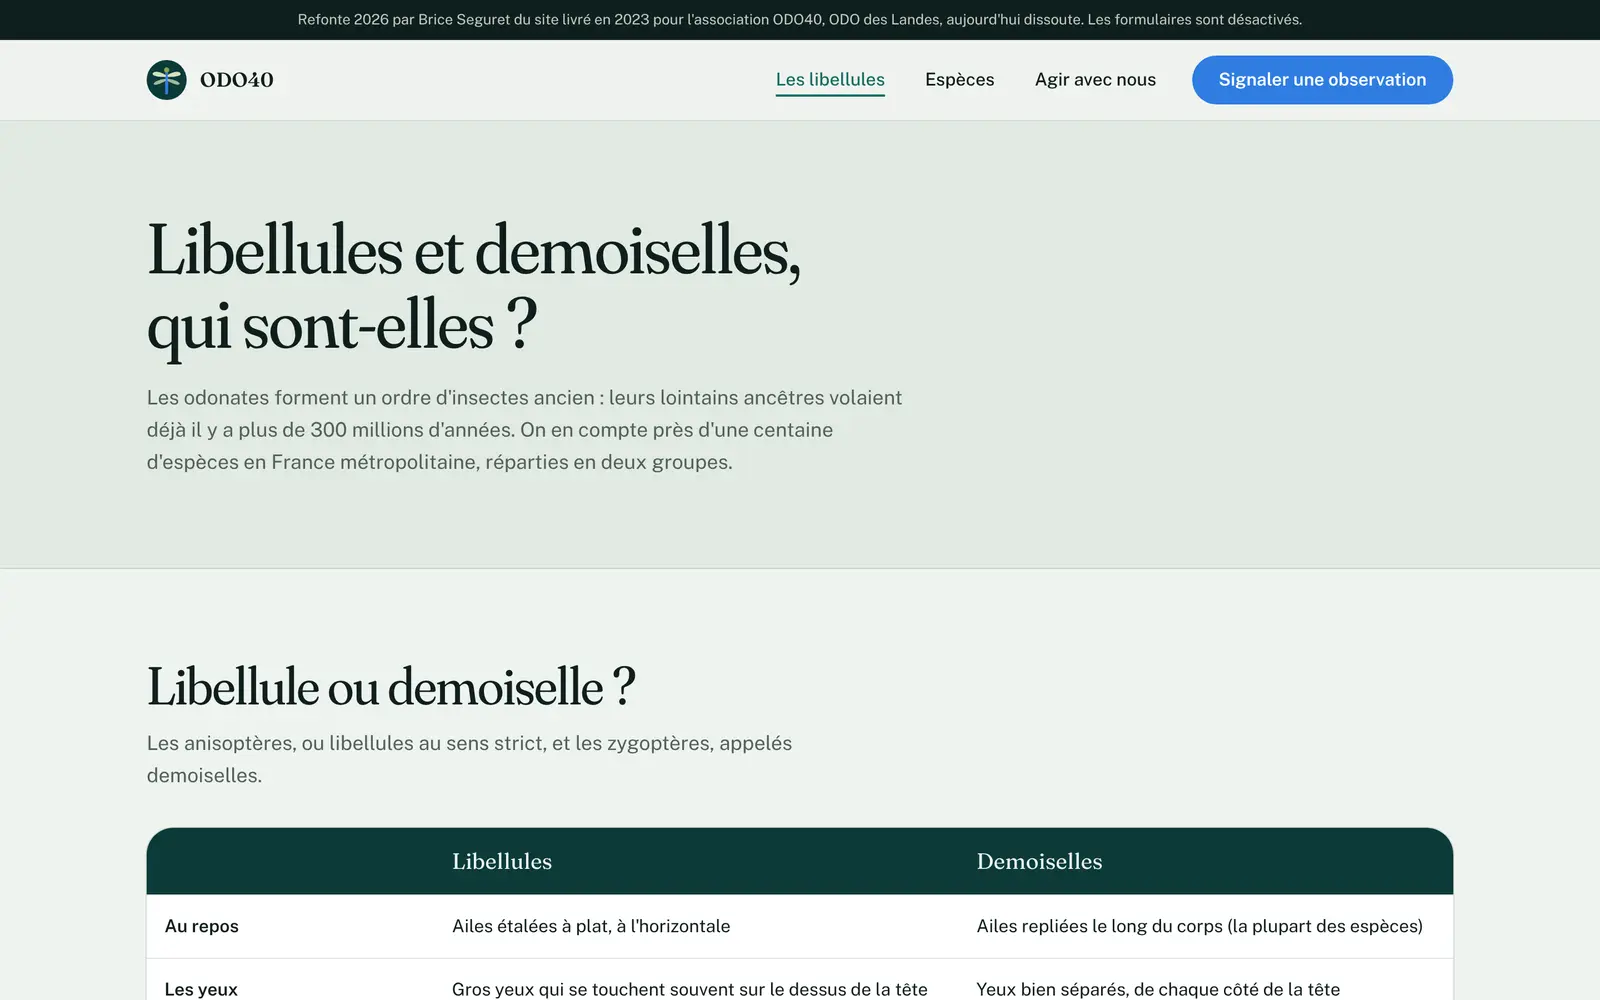 Refonte 2026 par Brice Seguret du site livré en 2023 pour l'association ODO40, ODO des Landes, aujourd'hui dissoute. Les formulaires sont désactivés.
ODO40
Les libellules
Espèces
Agir avec nous
Signaler une observation
Libellules et demoiselles,
qui sont-elles ?
Les odonates forment un ordre d'insectes ancien : leurs lointains ancêtres volaient
déjà il y a plus de 300 millions d'années. On en compte près d'une centaine
d'espèces en France métropolitaine, réparties en deux groupes.
Libellule ou demoiselle ?
Les anisoptères, ou libellules au sens strict, et les zygoptères, appelés
demoiselles.
Libellules
Demoiselles
Au repos
Ailes étalées à plat, à l'horizontale
Ailes repliées le long du corps (la plupart des espèces)
Les yeux
Gros yeux qui se touchent souvent sur le dessus de la tête
Yeux bien séparés, de chaque côté de la tête